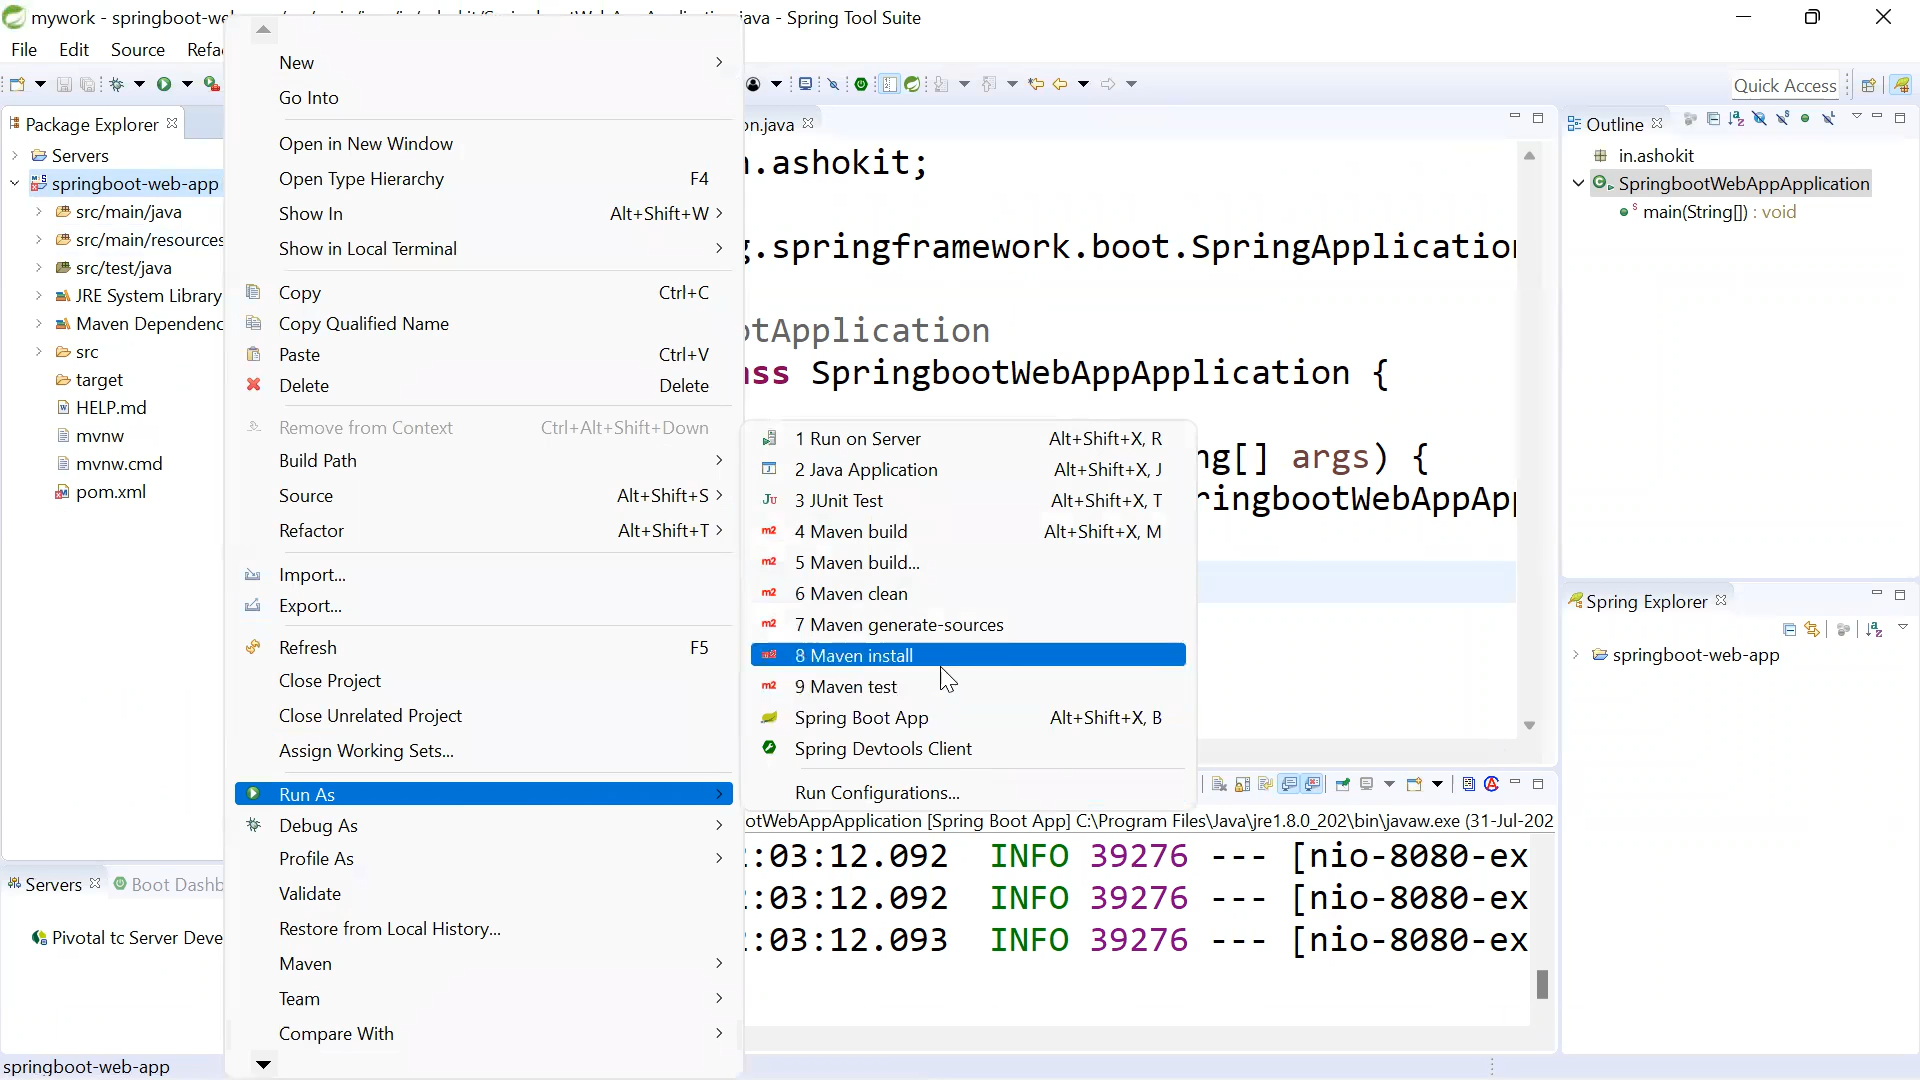 mywork - springboot-we
ava - Spring Tool Suite
File Edit Source Refa
Quick Access
Package Explorer
Servers
springboot-web-app
src/main/java
src/main/resources
src/test/java
JRE System Library
Maven Dependenc
src
target
HELP.md
mvnw
mvnw.cmd
pom.xml
Servers Boot Dashb
Pivotal tc Server Deve
springboot-web-app
New
Go Into
Open in New Window
Open Type Hierarchy F4
Show In Alt+Shift+W
Show in Local Terminal
Copy Ctrl+C
Copy Qualified Name
Paste Ctrl+V
Delete Delete
Remove from Context Ctrl+Alt+Shift+Down
Build Path
Source Alt+Shift+S
Refactor Alt+Shift+T
Import...
Export...
Refresh F5
Close Project
Close Unrelated Project
Assign Working Sets...
Run As
Debug As
Profile As
Validate
Restore from Local History...
Maven
Team
Compare With
1 Run on Server Alt+Shift+X, R
2 Java Application Alt+Shift+X, J
3 JUnit Test Alt+Shift+X, T
4 Maven build Alt+Shift+X, M
5 Maven build...
6 Maven clean
7 Maven generate-sources
8 Maven install
9 Maven test
Spring Boot App Alt+Shift+X, B
Spring Devtools Client
Run Configurations...
on.java
n.ashokit;
g.springframework.boot.SpringApplication
otApplication
ass SpringbootWebAppApplication {
ng[] args) {
ringbootWebAppApp
otWebAppApplication [Spring Boot App] C:\Program Files\Java\jre1.8.0_202\bin\javaw.exe (31-Jul-202
:03:12.092 INFO 39276 --- [nio-8080-ex
:03:12.092 INFO 39276 --- [nio-8080-ex
:03:12.093 INFO 39276 --- [nio-8080-ex
Outline
in.ashokit
SpringbootWebAppApplication
main(String[]) : void
Spring Explorer
springboot-web-app